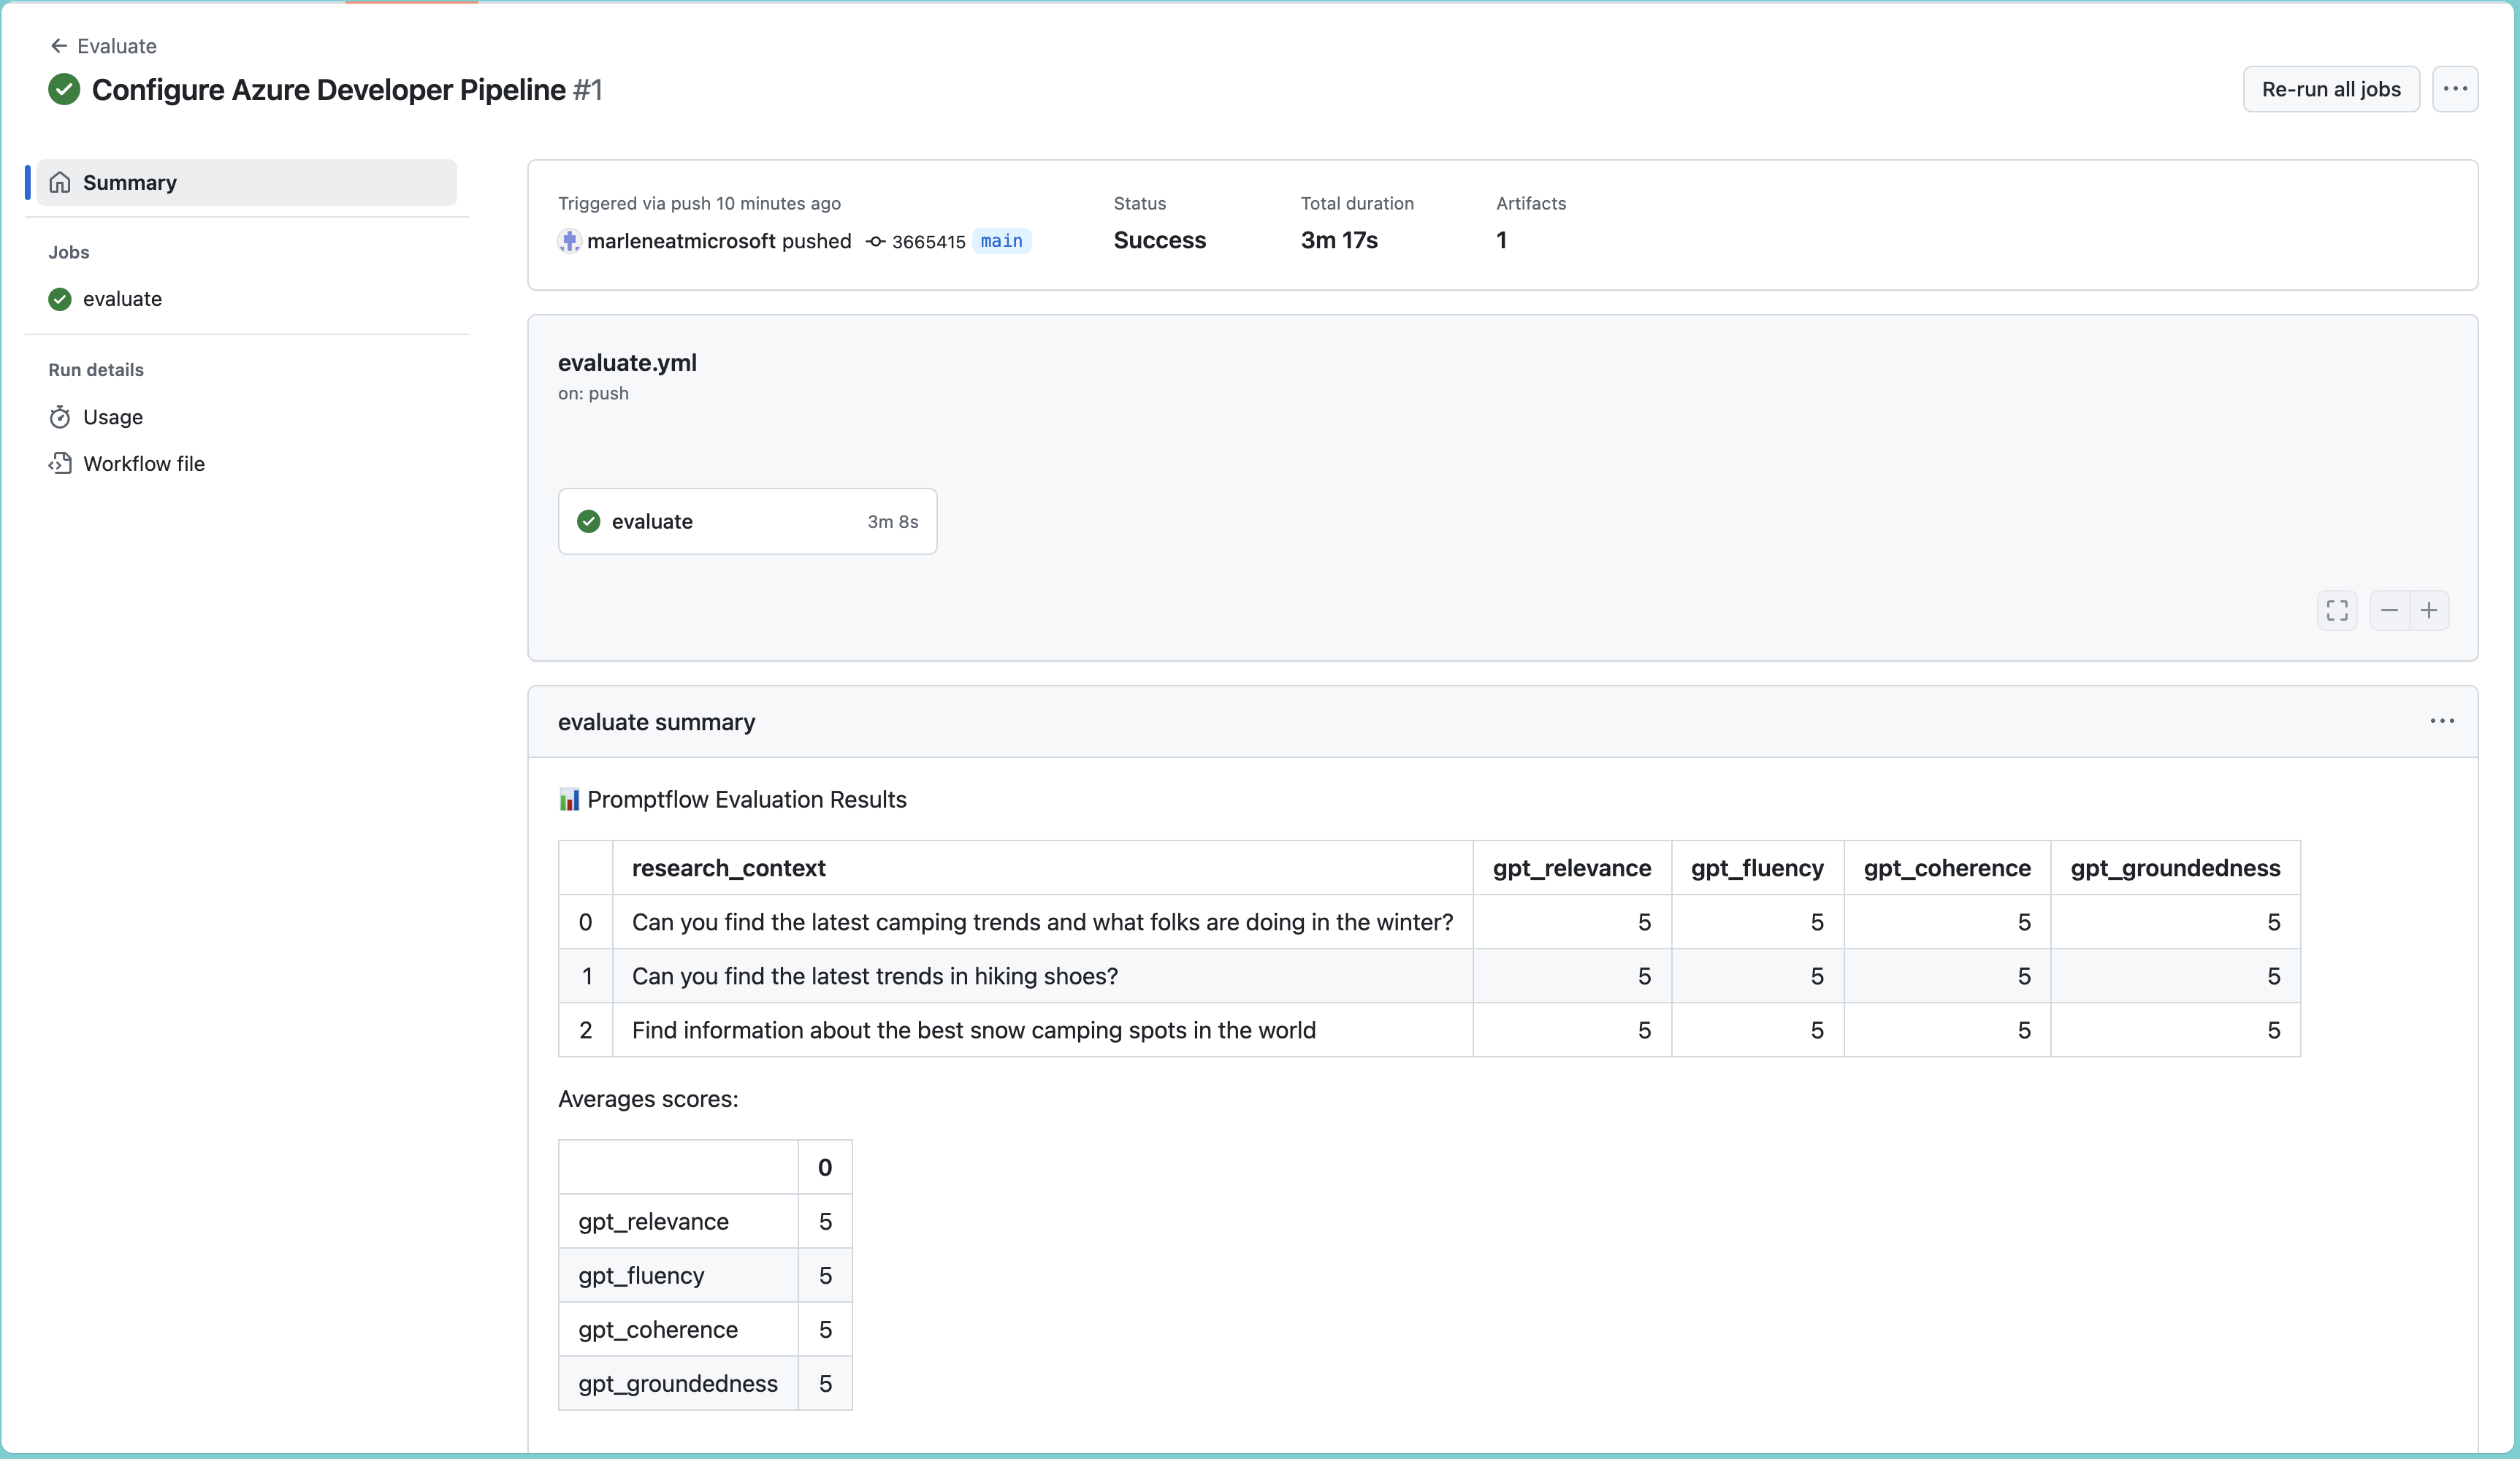 Evaluate
Configure Azure Developer Pipeline #1
Re-run all jobs
Summary
Jobs
evaluate
Run details
Usage
Workflow file
Triggered via push 10 minutes ago
marleneatmicrosoft pushed 3665415 main
Status
Success
Total duration
3m 17s
Artifacts
1
evaluate.yml
on: push
evaluate 3m 8s
evaluate summary
Promptflow Evaluation Results
research_context gpt_relevance gpt_fluency gpt_coherence gpt_groundedness
0 Can you find the latest camping trends and what folks are doing in the winter? 5 5 5 5
1 Can you find the latest trends in hiking shoes? 5 5 5 5
2 Find information about the best snow camping spots in the world 5 5 5 5
Averages scores:
0
gpt_relevance 5
gpt_fluency 5
gpt_coherence 5
gpt_groundedness 5